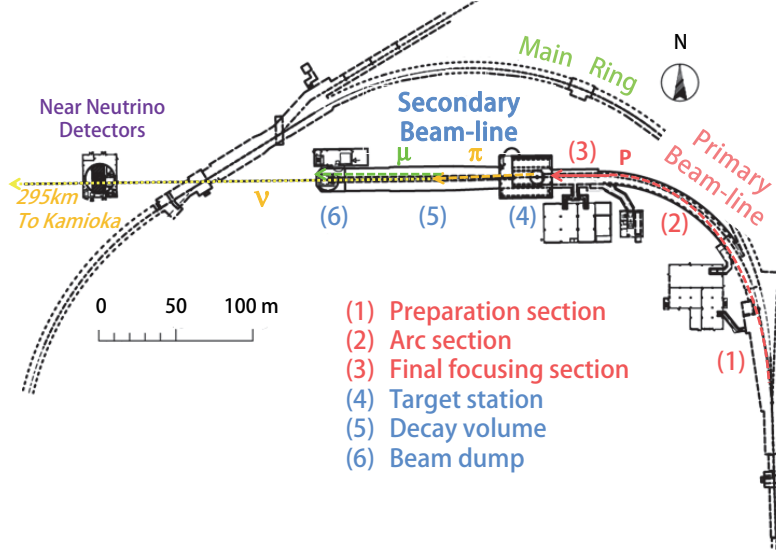 N
Main Ring
Near Neutrino
Detectors
Secondary
Beam-line
Primary
Beam-line
μ
π
(3)
P
295km
To Kamioka
ν
(6)
(5)
(4)
(2)
0 50 100 m
(1)
(1) Preparation section
(2) Arc section
(3) Final focusing section
(4) Target station
(5) Decay volume
(6) Beam dump